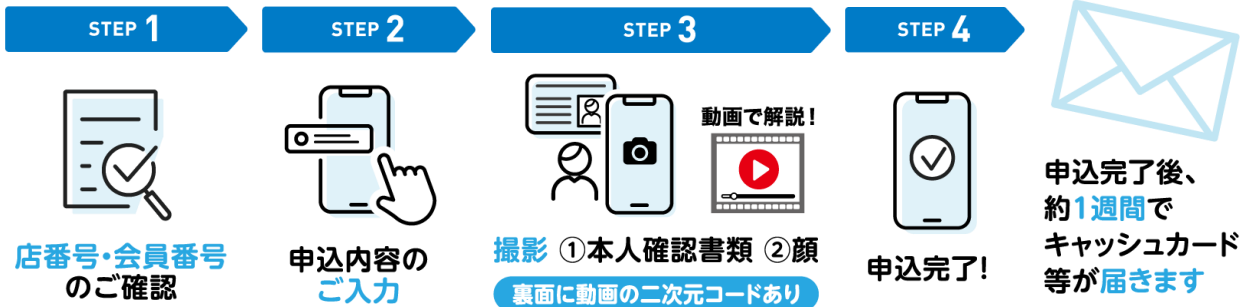 STEP 1
店番号・会員番号
のご確認
STEP 2
申込内容の
ご入力
STEP 3
動画で解説!
撮影 ①本人確認書類 ②顔
裏面に動画の二次元コードあり
STEP 4
申込完了!
申込完了後、
約1週間で
キャッシュカード
等が届きます